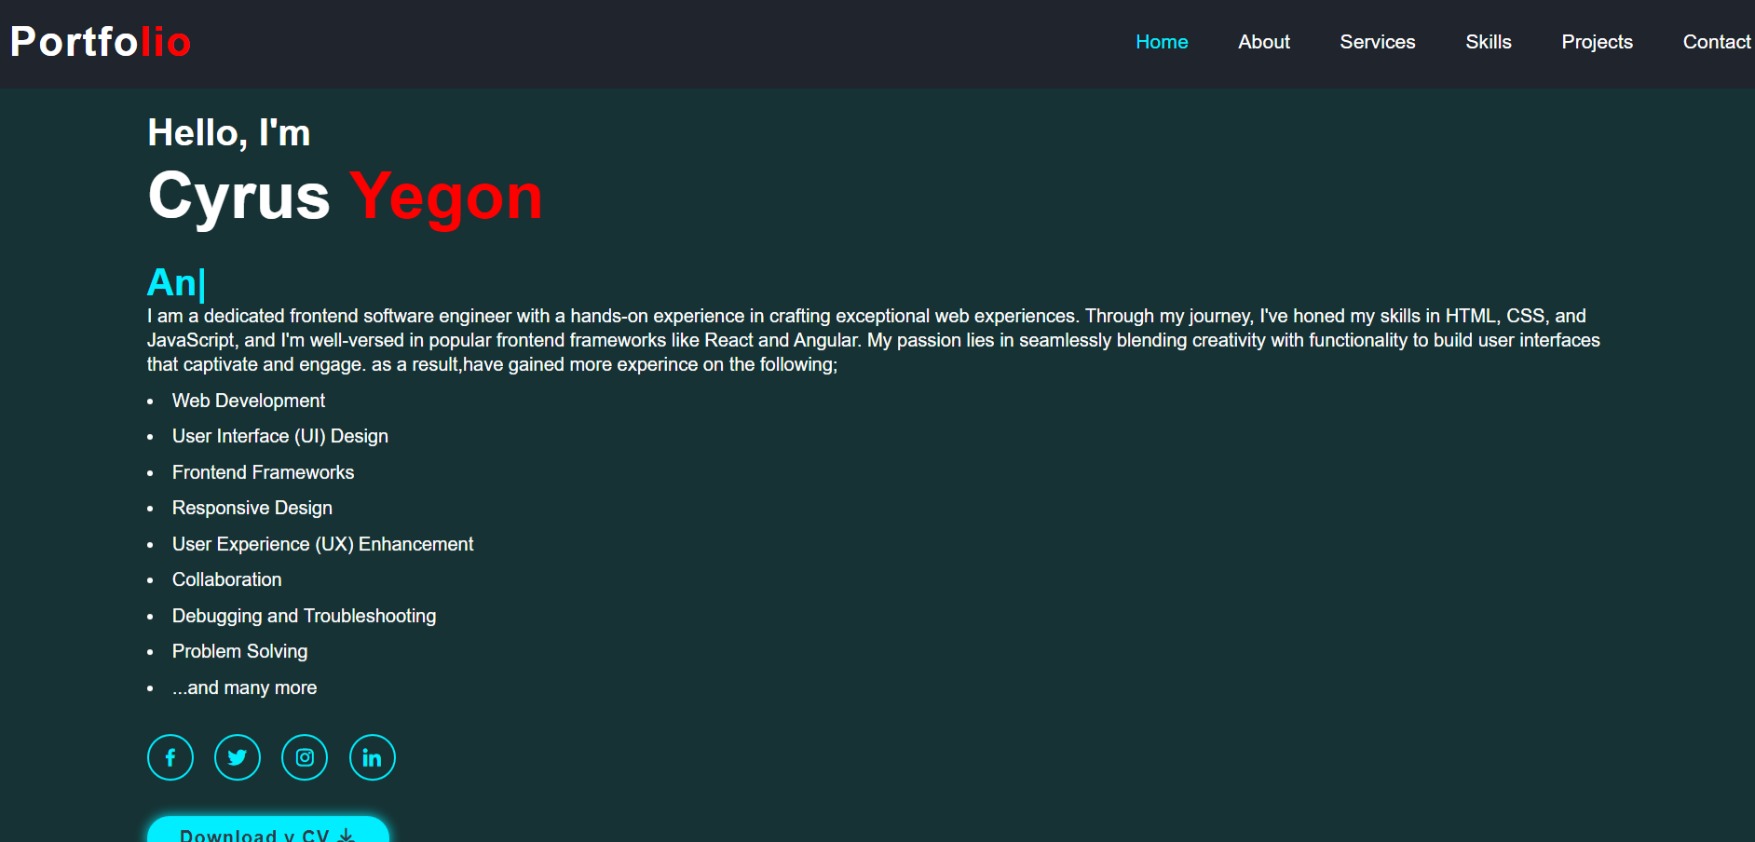 Portfolio
Home About Services Skills Projects Contact
Hello, I'm
Cyrus Yegon
An|
I am a dedicated frontend software engineer with a hands-on experience in crafting exceptional web experiences. Through my journey, I've honed my skills in HTML, CSS, and
JavaScript, and I'm well-versed in popular frontend frameworks like React and Angular. My passion lies in seamlessly blending creativity with functionality to build user interfaces
that captivate and engage. as a result,have gained more experince on the following;
• Web Development
• User Interface (UI) Design
• Frontend Frameworks
• Responsive Design
• User Experience (UX) Enhancement
• Collaboration
• Debugging and Troubleshooting
• Problem Solving
• ...and many more
Download y CV